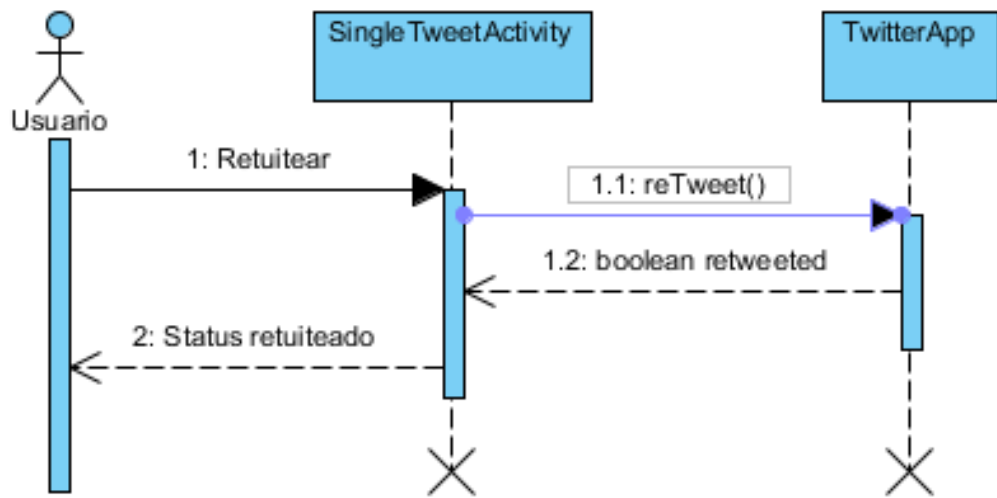 SingleTweetActivity
TwitterApp
Usuario
1: Retuitear
1.1: reTweet()
1.2: boolean retweeted
2: Status retuiteado